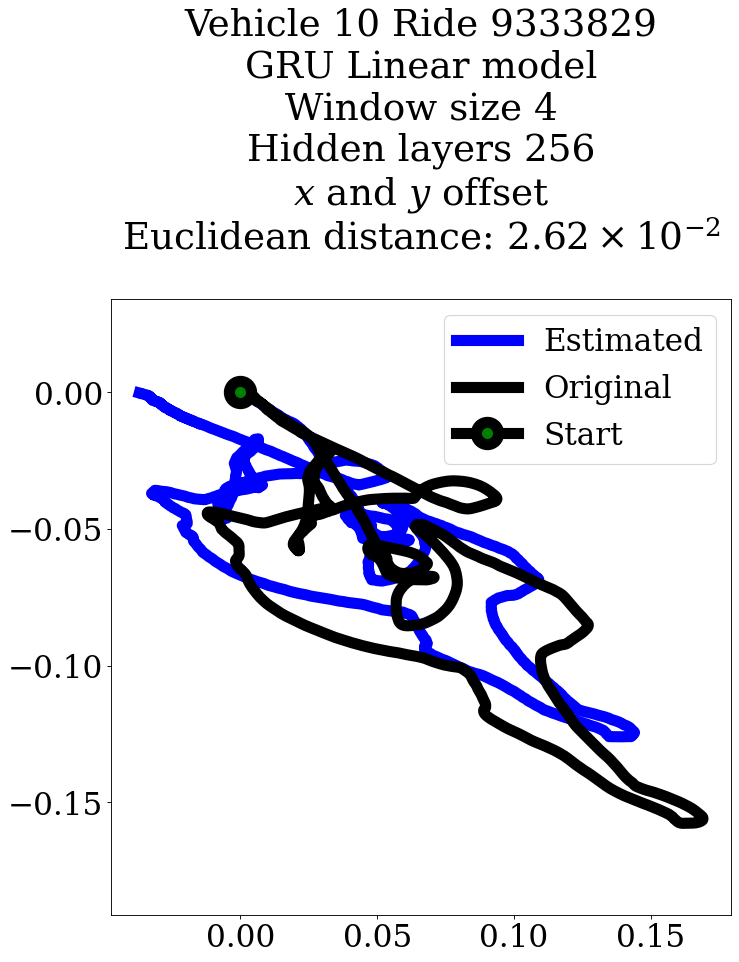 Vehicle 10 Ride 9333829
GRU Linear model
Window size 4
Hidden layers 256
x and y offset
Euclidean distance: 2.62 × 10⁻²
Estimated
Original
Start
0.00
−0.05
−0.10
−0.15
0.00 0.05 0.10 0.15